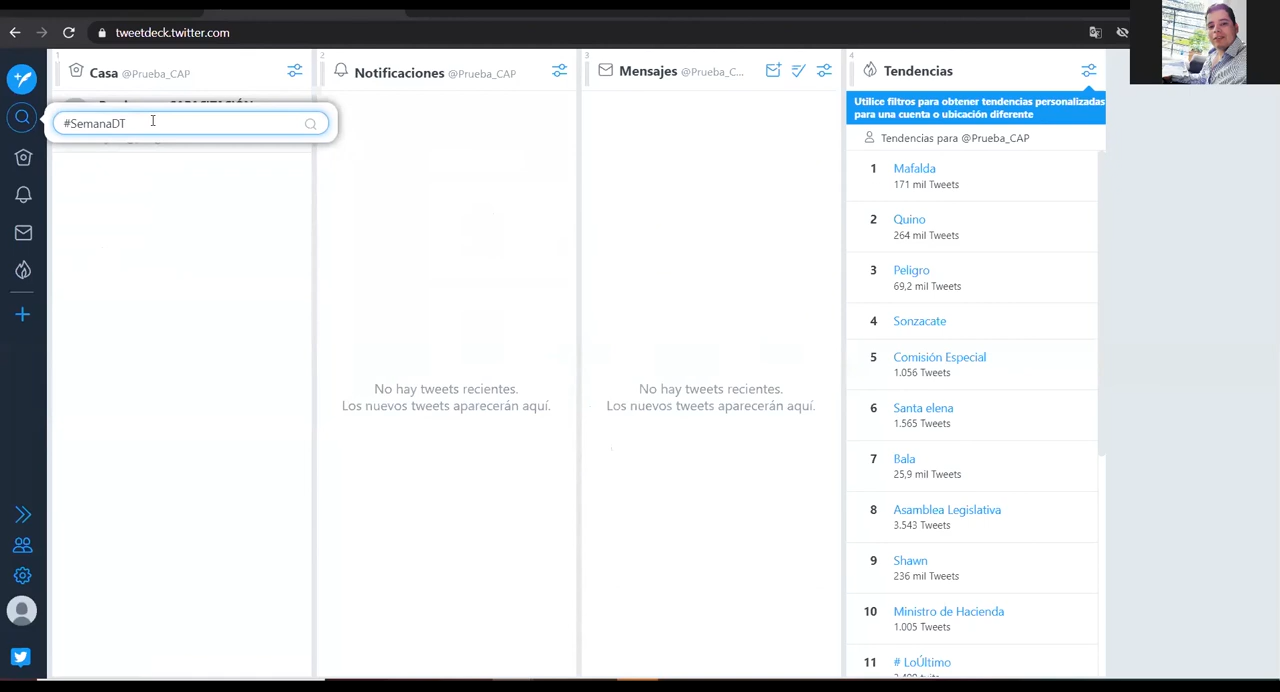 tweetdeck.twitter.com
1
Casa @Prueba_CAP
#SemanaDT
2
Notificaciones @Prueba_CAP
No hay tweets recientes.
Los nuevos tweets aparecerán aquí.
3
Mensajes @Prueba_C...
No hay tweets recientes.
Los nuevos tweets aparecerán aquí.
4
Tendencias
Utilice filtros para obtener tendencias personalizadas
para una cuenta o ubicación diferente
Tendencias para @Prueba_CAP
1 Mafalda
171 mil Tweets
2 Quino
264 mil Tweets
3 Peligro
69,2 mil Tweets
4 Sonzacate
5 Comisión Especial
1.056 Tweets
6 Santa elena
1.565 Tweets
7 Bala
25,9 mil Tweets
8 Asamblea Legislativa
3.543 Tweets
9 Shawn
236 mil Tweets
10 Ministro de Hacienda
1.005 Tweets
11 # LoÚltimo